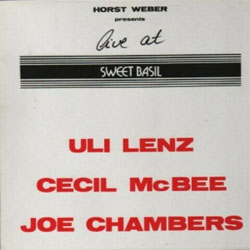 HORST WEBER
presents
live at
SWEET BASIL
ULI LENZ
CECIL McBEE
JOE CHAMBERS